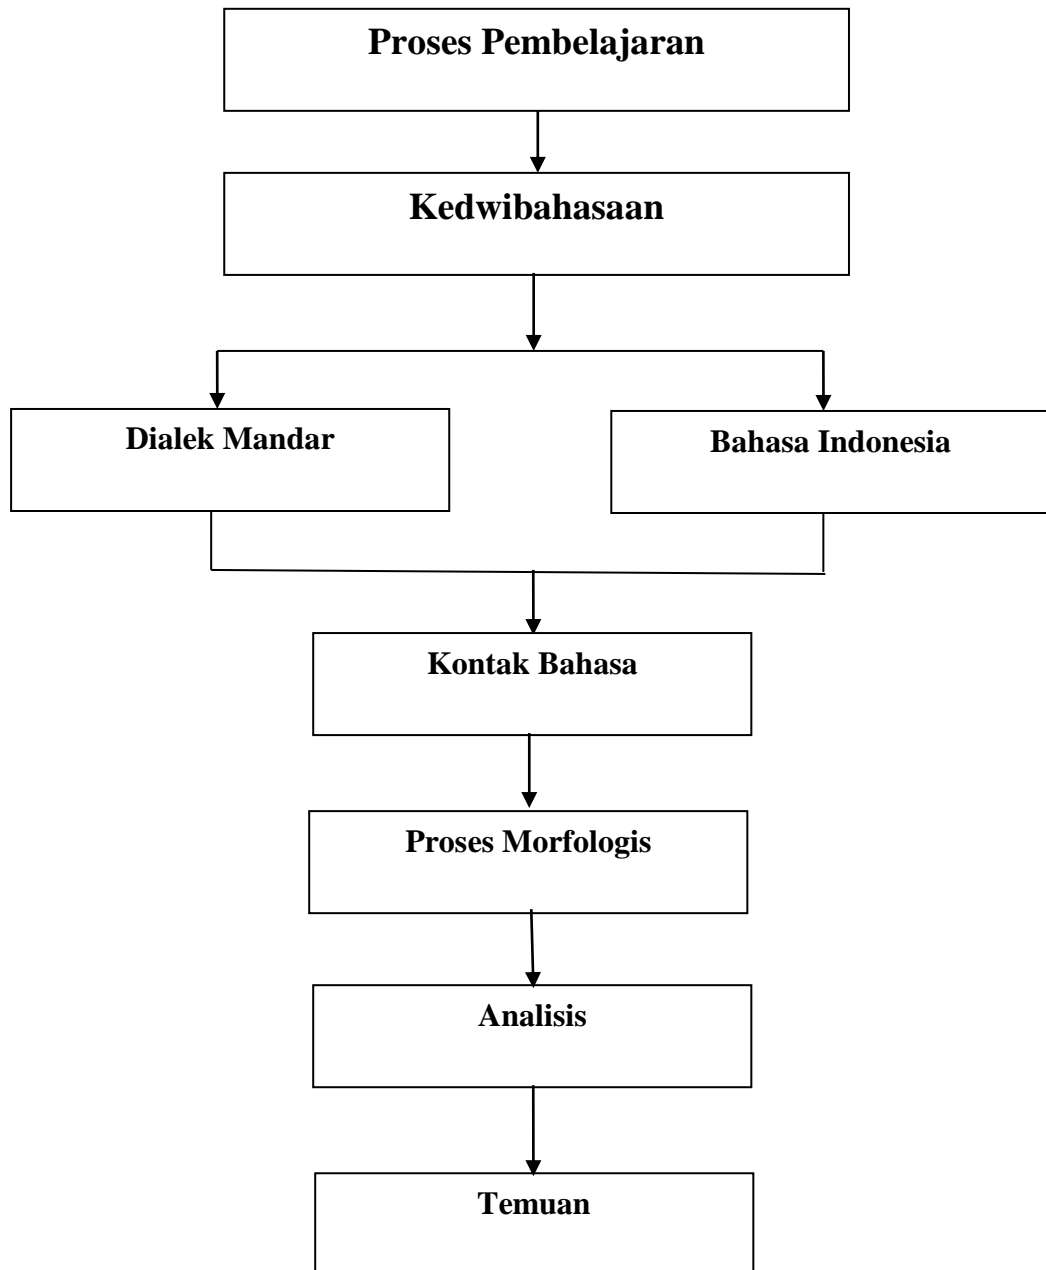 Proses Pembelajaran
Kedwibahasaan
Dialek Mandar
Bahasa Indonesia
Kontak Bahasa
Proses Morfologis
Analisis
Temuan